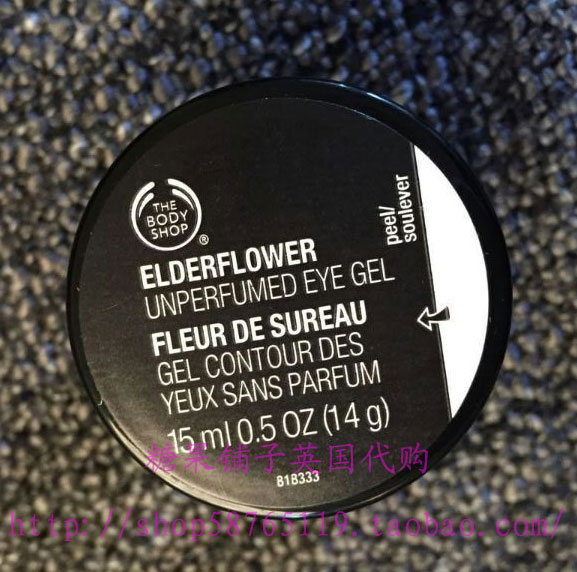 THE
BODY
SHOP
®
peel/
soulever
ELDERFLOWER
UNPERFUMED EYE GEL
FLEUR DE SUREAU
GEL CONTOUR DES
YEUX SANS PARFUM
15 ml 0.5 OZ (14 g)
糖果铺子英国代购
818333
http://shop58765119.taobao.com/